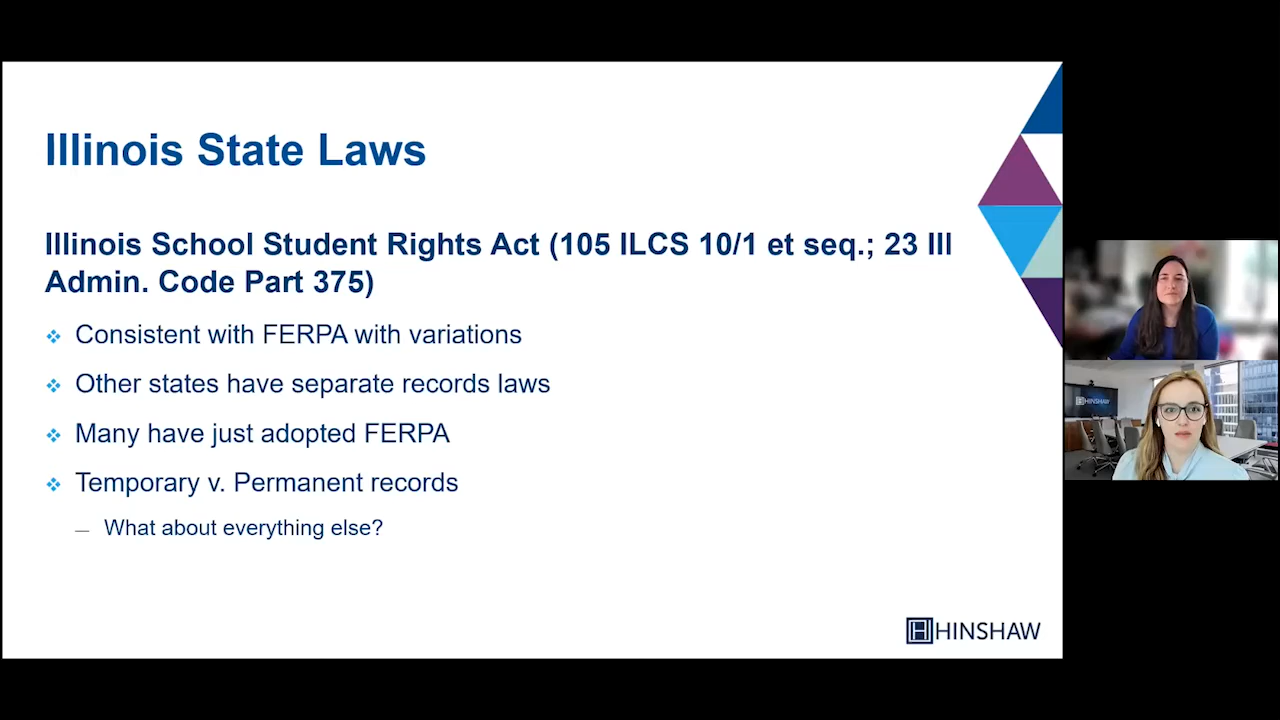 Illinois State Laws
Illinois School Student Rights Act (105 ILCS 10/1 et seq.; 23 Ill
Admin. Code Part 375)
Consistent with FERPA with variations
Other states have separate records laws
Many have just adopted FERPA
Temporary v. Permanent records
– What about everything else?
HINSHAW
HINSHAW